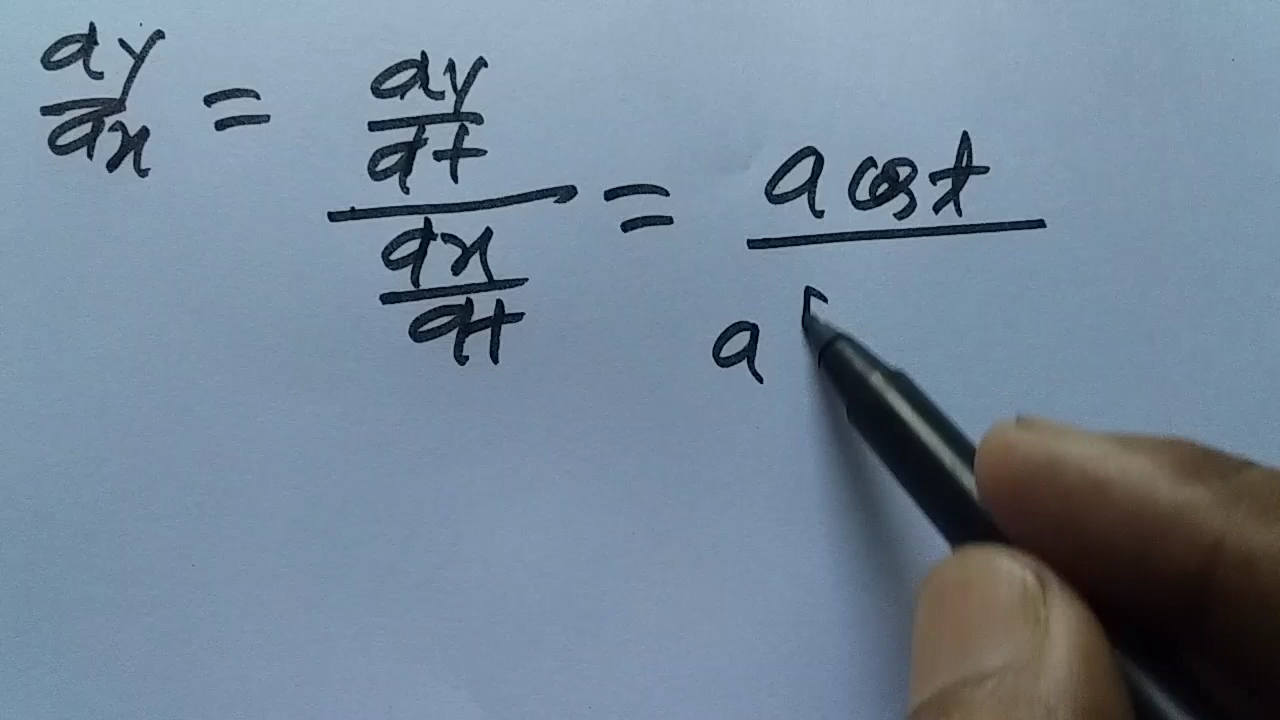 dy/dx = (dy/dt)/(dx/dt) = a cos t
a [